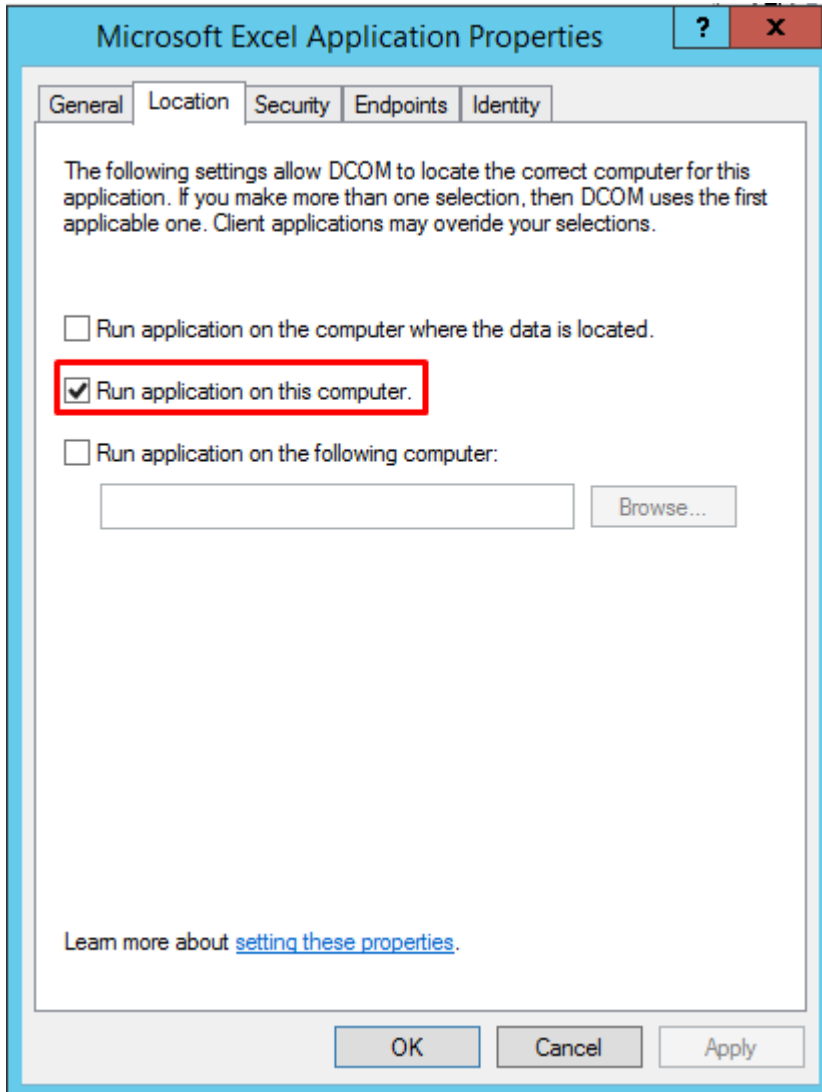 Microsoft Excel Application Properties
?
x
General
Location
Security
Endpoints
Identity
The following settings allow DCOM to locate the correct computer for this
application. If you make more than one selection, then DCOM uses the first
applicable one. Client applications may overide your selections.
Run application on the computer where the data is located.
Run application on this computer.
Run application on the following computer:
Browse...
Learn more about setting these properties.
OK
Cancel
Apply